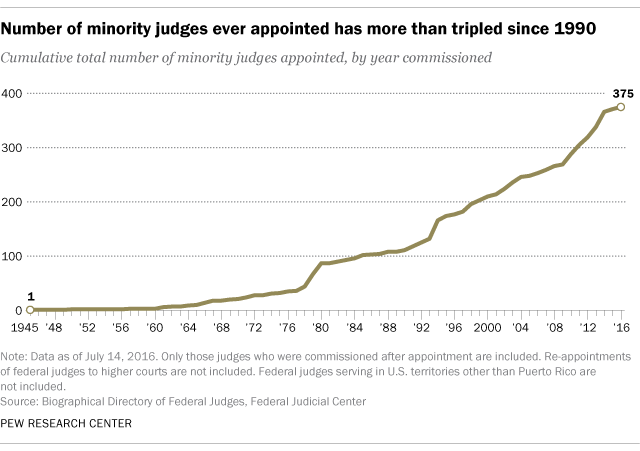 Number of minority judges ever appointed has more than tripled since 1990
Cumulative total number of minority judges appointed, by year commissioned
400
375
300
200
100
1
0
1945 '48 '52 '56 '60 '64 '68 '72 '76 '80 '84 '88 '92 '96 2000 '04 '08 '12 '16
Note: Data as of July 14, 2016. Only those judges who were commissioned after appointment are included. Re-appointments
of federal judges to higher courts are not included. Federal judges serving in U.S. territories other than Puerto Rico are
not included.
Source: Biographical Directory of Federal Judges, Federal Judicial Center
PEW RESEARCH CENTER